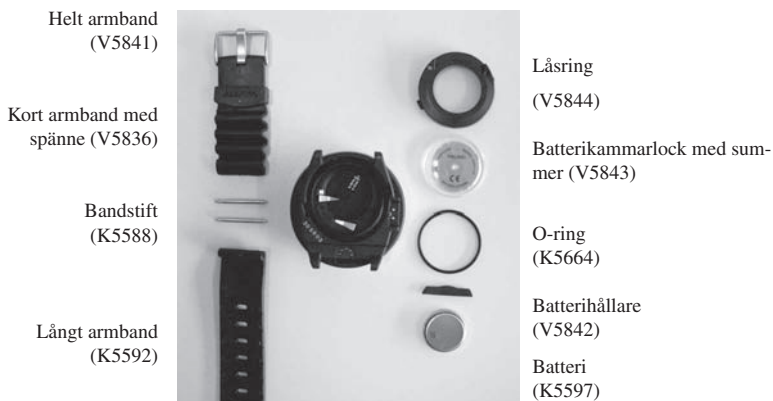 Helt armband
(V5841)
Kort armband med
spänne (V5836)
Bandstift
(K5588)
Långt armband
(K5592)
Låsring
(V5844)
Batterikammarlock med sum-
mer (V5843)
O-ring
(K5664)
Batterihållare
(V5842)
Batteri
(K5597)